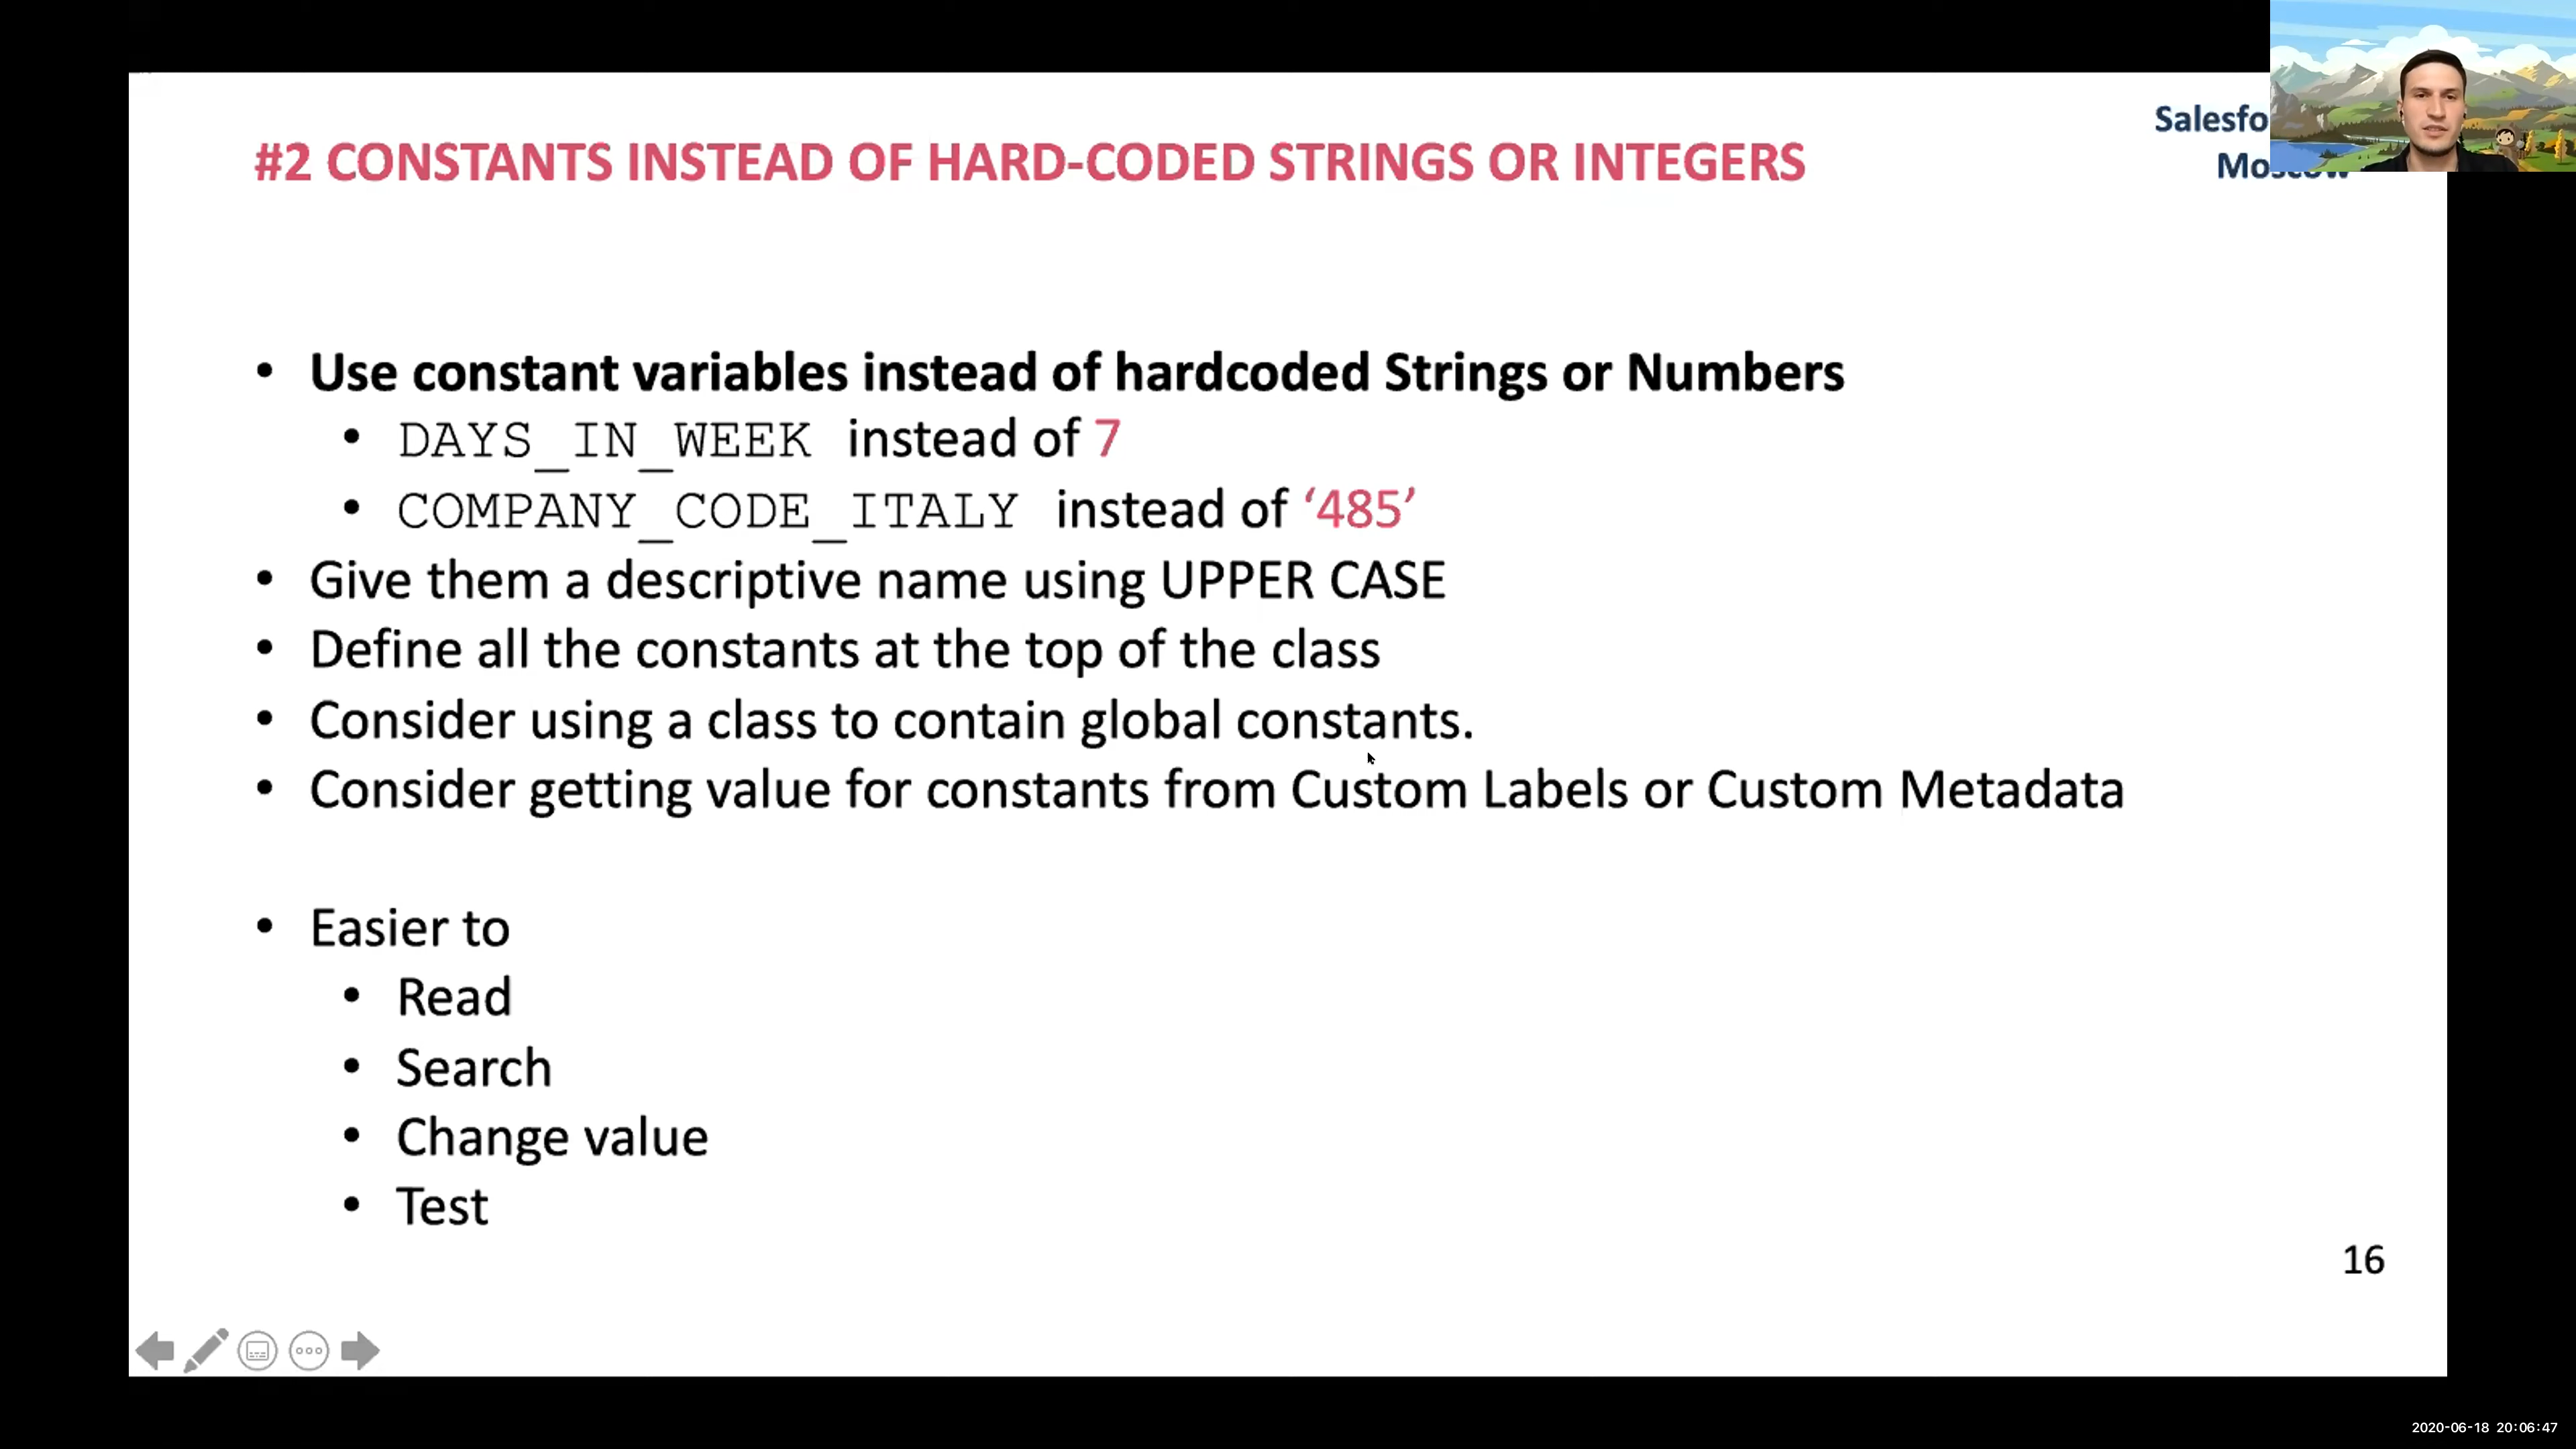 #2 CONSTANTS INSTEAD OF HARD-CODED STRINGS OR INTEGERS
• Use constant variables instead of hardcoded Strings or Numbers
• DAYS_IN_WEEK instead of 7
• COMPANY_CODE_ITALY instead of ‘485’
• Give them a descriptive name using UPPER CASE
• Define all the constants at the top of the class
• Consider using a class to contain global constants.
• Consider getting value for constants from Custom Labels or Custom Metadata
• Easier to
• Read
• Search
• Change value
• Test
16
2020-06-18 20:06:47